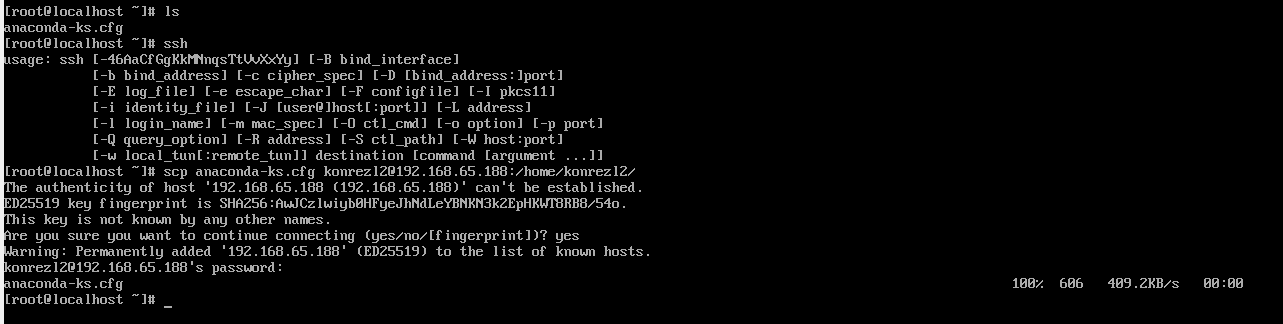 [root@localhost ~]# ls
anaconda-ks.cfg
[root@localhost ~]# ssh
usage: ssh [-46AaCfGgKkMNnqsTtVvXxYy] [-B bind_interface]
           [-b bind_address] [-c cipher_spec] [-D [bind_address:]port]
           [-E log_file] [-e escape_char] [-F configfile] [-I pkcs11]
           [-i identity_file] [-J [user@]host[:port]] [-L address]
           [-l login_name] [-m mac_spec] [-O ctl_cmd] [-o option] [-p port]
           [-Q query_option] [-R address] [-S ctl_path] [-W host:port]
           [-w local_tun[:remote_tun]] destination [command [argument ...]]
[root@localhost ~]# scp anaconda-ks.cfg konrezl2@192.168.65.188:/home/konrezl2/
The authenticity of host '192.168.65.188 (192.168.65.188)' can't be established.
ED25519 key fingerprint is SHA256:AwJCzlwiyb0HFyeJhNdLeYBNKN3k2EpHKWT8RB8/54o.
This key is not known by any other names.
Are you sure you want to continue connecting (yes/no/[fingerprint])? yes
Warning: Permanently added '192.168.65.188' (ED25519) to the list of known hosts.
konrezl2@192.168.65.188's password:
anaconda-ks.cfg 100% 606 409.2KB/s 00:00
[root@localhost ~]# _